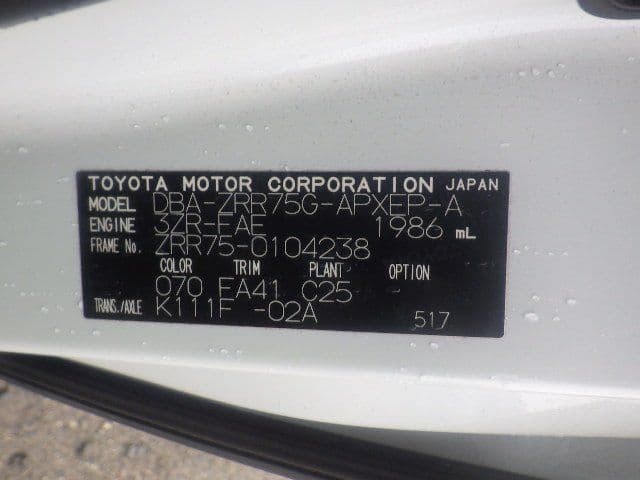 TOYOTA MOTOR CORPORATION JAPAN
MODEL DBA-ZRR75G-APXEP-A
ENGINE 3ZR-FAE 1986 mL
FRAME No. ZRR75-0104238
COLOR TRIM PLANT OPTION
070 FA41 C25
TRANS./AXLE K111F -02A 517